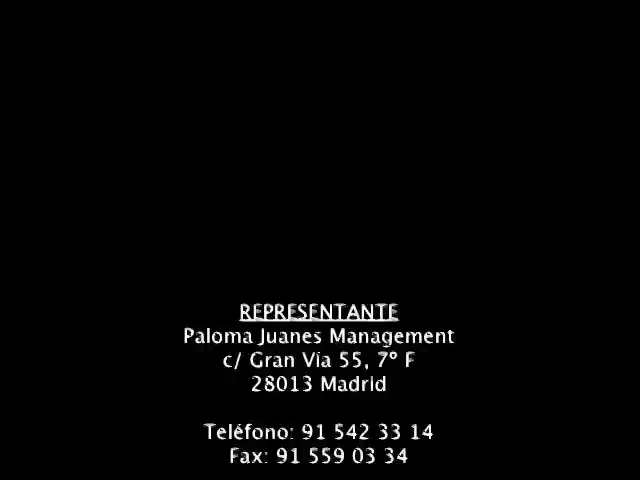 REPRESENTANTE
Paloma Juanes Management
c/ Gran Vía 55, 7º F
28013 Madrid
Teléfono: 91 542 33 14
Fax: 91 559 03 34